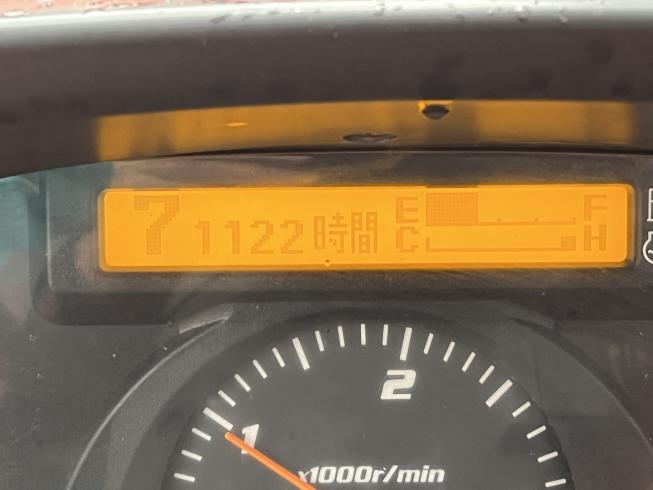 7 1122時間 E F
C H
2
1
x1000r/min